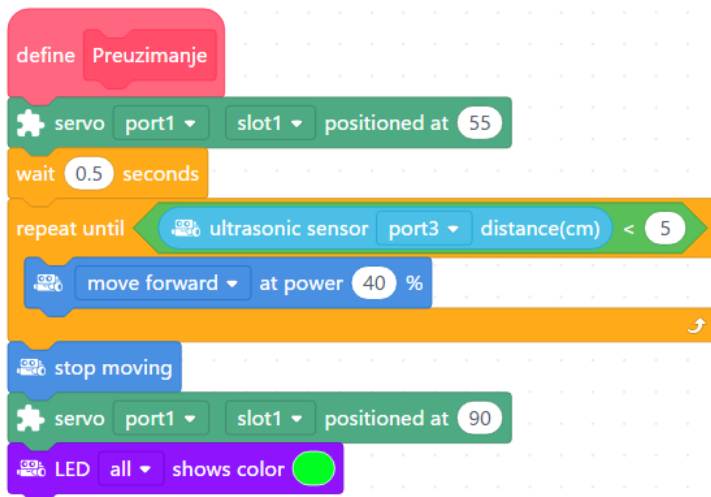 define Preuzimanje
servo port1 slot1 positioned at 55
wait 0.5 seconds
repeat until ultrasonic sensor port3 distance(cm) < 5
move forward at power 40 %
stop moving
servo port1 slot1 positioned at 90
LED all shows color